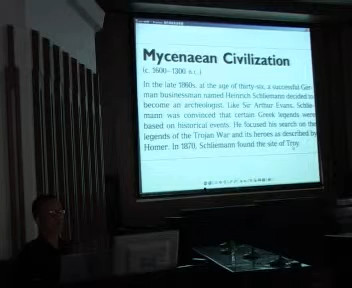 Mycenaean Civilization
(c. 1600–1300 B.C.)
In the late 1860s, at the age of thirty-six, a successful Ger-
man businessman named Heinrich Schliemann decided to
become an archeologist. Like Sir Arthur Evans, Schlie-
mann was convinced that certain Greek legends were
based on historical events. He focused his search on the
legends of the Trojan War and its heroes as described by
Homer. In 1870, Schliemann found the site of Troy.